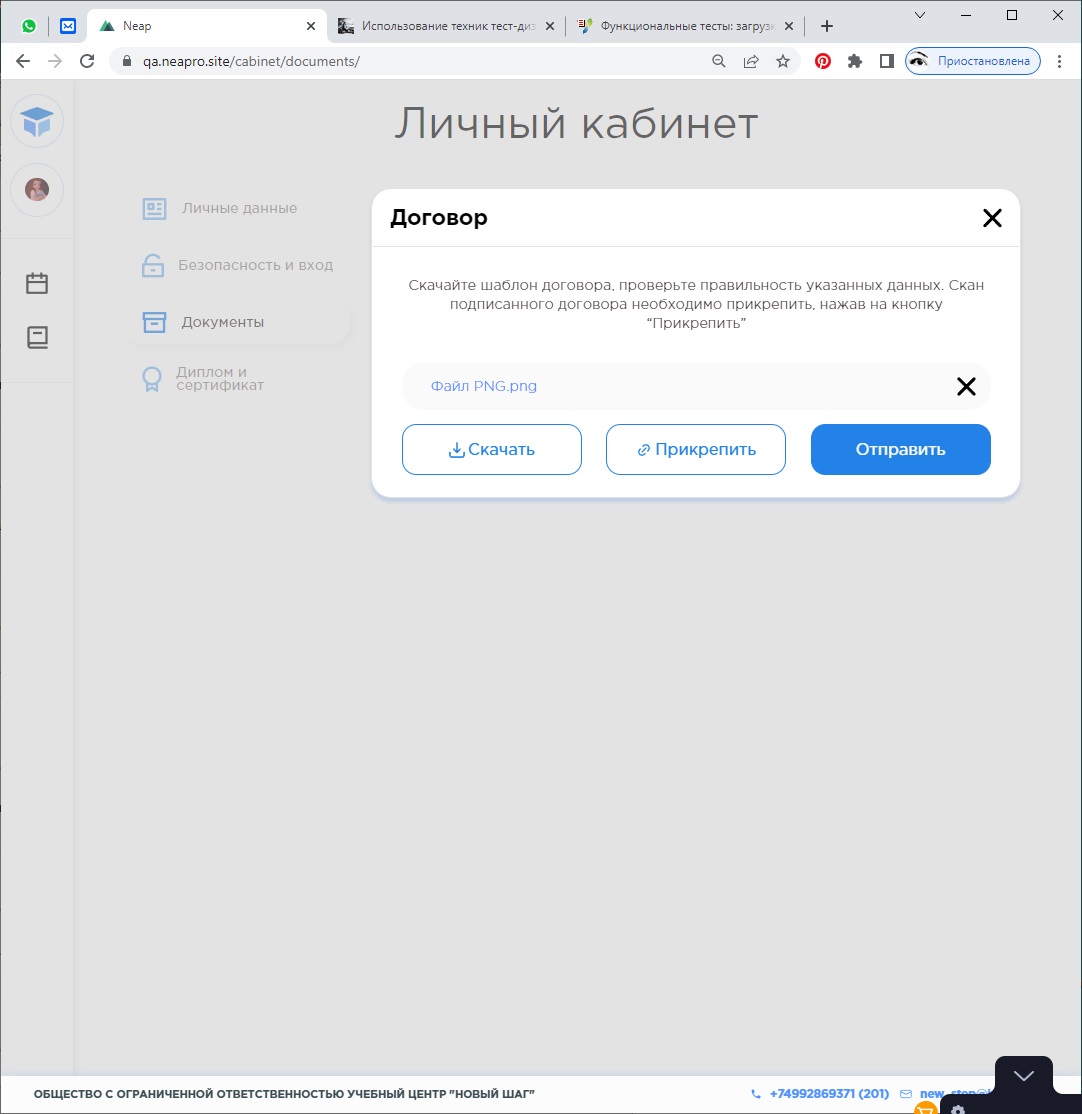 Neap
Использование техник тест-диз
Функциональные тесты: загрузк
qa.neapro.site/cabinet/documents/
Приостановлена
Личный кабинет
Личные данные
Безопасность и вход
Документы
Диплом и
сертификат
Договор
Скачайте шаблон договора, проверьте правильность указанных данных. Скан
подписанного договора необходимо прикрепить, нажав на кнопку
“Прикрепить”
Файл PNG.png
Скачать
Прикрепить
Отправить
ОБЩЕСТВО С ОГРАНИЧЕННОЙ ОТВЕТСТВЕННОСТЬЮ УЧЕБНЫЙ ЦЕНТР "НОВЫЙ ШАГ"
+74992869371 (201)